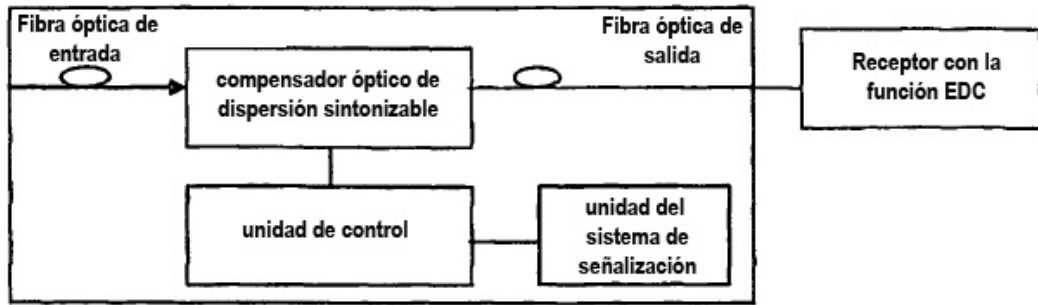 Fibra óptica de
entrada
compensador óptico de
dispersión sintonizable
Fibra óptica de
salida
Receptor con la
función EDC
unidad de control
unidad del
sistema de
señalización